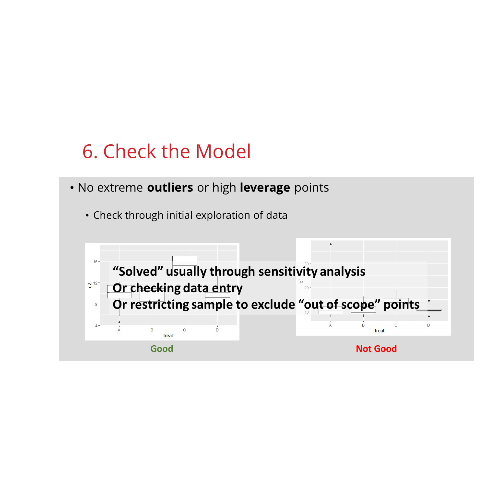 6. Check the Model
• No extreme outliers or high leverage points
• Check through initial exploration of data
“Solved” usually through sensitivity analysis
Or checking data entry
Or restricting sample to exclude “out of scope” points
Good
Not Good